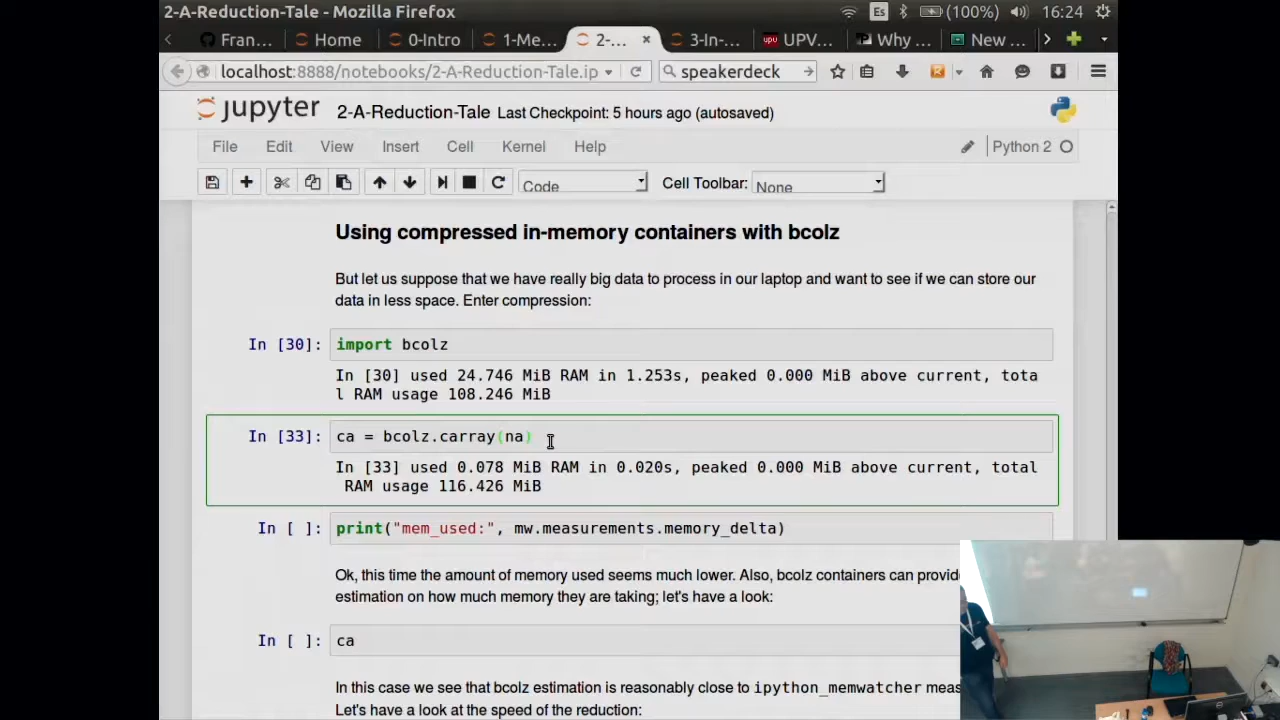 2-A-Reduction-Tale - Mozilla Firefox
Es
(100%)
16:24
Fran...
Home
0-Intro
1-Me...
2-...
3-In-...
upv
UPV...
Why ...
New ...
localhost:8888/notebooks/2-A-Reduction-Tale.ip
speakerdeck
jupyter
2-A-Reduction-Tale Last Checkpoint: 5 hours ago (autosaved)
File
Edit
View
Insert
Cell
Kernel
Help
Python 2
Code
Cell Toolbar:
None
Using compressed in-memory containers with bcolz
But let us suppose that we have really big data to process in our laptop and want to see if we can store our
data in less space. Enter compression:
In [30]: import bcolz
In [30] used 24.746 MiB RAM in 1.253s, peaked 0.000 MiB above current, tota
l RAM usage 108.246 MiB
In [33]: ca = bcolz.carray(na)
In [33] used 0.078 MiB RAM in 0.020s, peaked 0.000 MiB above current, total
RAM usage 116.426 MiB
In [ ]: print("mem_used:", mw.measurements.memory_delta)
Ok, this time the amount of memory used seems much lower. Also, bcolz containers can provide
estimation on how much memory they are taking; let's have a look:
In [ ]: ca
In this case we see that bcolz estimation is reasonably close to ipython_memwatcher meas
Let's have a look at the speed of the reduction: